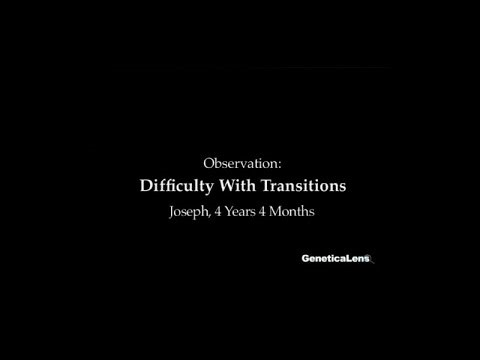 Observation:
Difficulty With Transitions
Joseph, 4 Years 4 Months
GeneticaLens